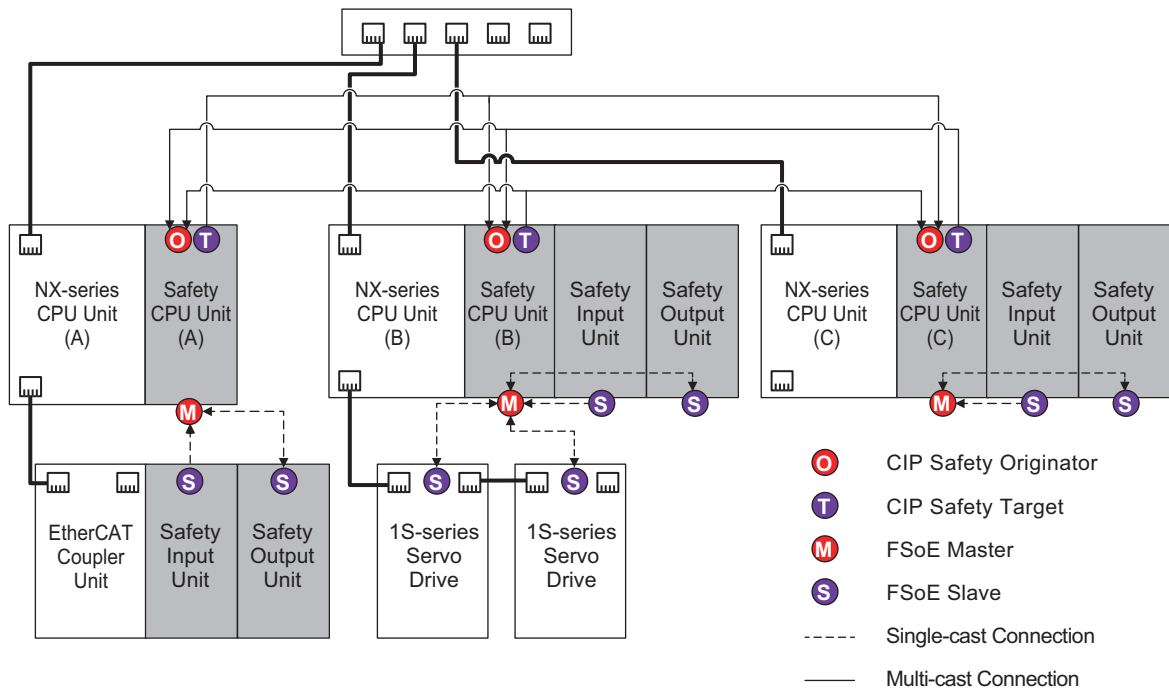 O T
O T
O T
NX-series
CPU Unit
(A)
Safety
CPU Unit
(A)
NX-series
CPU Unit
(B)
Safety
CPU Unit
(B)
Safety
Input
Unit
Safety
Output
Unit
NX-series
CPU Unit
(C)
Safety
CPU Unit
(C)
Safety
Input
Unit
Safety
Output
Unit
M
M S S
M S S
S S
S S
EtherCAT
Coupler
Unit
Safety
Input
Unit
Safety
Output
Unit
1S-series
Servo
Drive
1S-series
Servo
Drive
O CIP Safety Originator
T CIP Safety Target
M FSoE Master
S FSoE Slave
Single-cast Connection
Multi-cast Connection